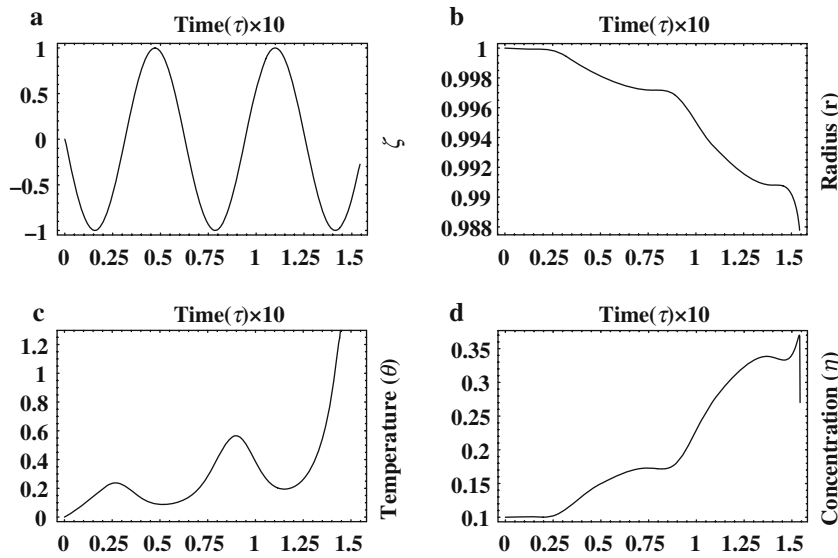 a
Time(τ)×10
1
0.5
0
−0.5
−1
0 0.25 0.5 0.75 1 1.25 1.5
ζ
b
Time(τ)×10
1
0.998
0.996
0.994
0.992
0.99
0.988
0 0.25 0.5 0.75 1 1.25 1.5
Radius (r)
c
Time(τ)×10
1.2
1
0.8
0.6
0.4
0.2
0
0 0.25 0.5 0.75 1 1.25 1.5
Temperature (θ)
d
Time(τ)×10
0.35
0.3
0.25
0.2
0.15
0.1
0 0.25 0.5 0.75 1 1.25 1.5
Concentration (η)